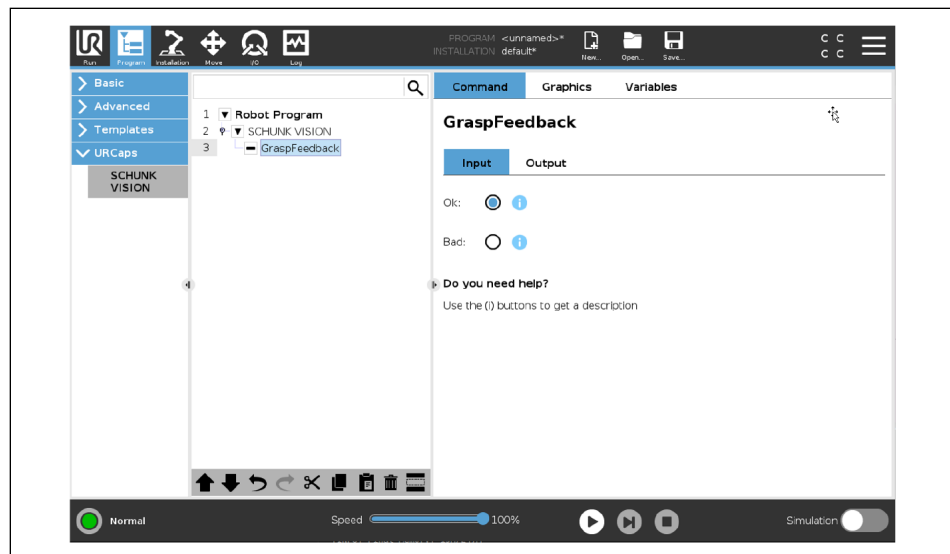 UR
Run
Program
Installation
Move
I/O
Log
PROGRAM <unnamed>*
INSTALLATION default*
New...
Open...
Save...
C C
C C
Basic
Advanced
Templates
URCaps
SCHUNK
VISION
1 Robot Program
2 SCHUNK VISION
3 GraspFeedback
Command Graphics Variables
GraspFeedback
Input Output
Ok:
i
Bad:
i
Do you need help?
Use the (i) buttons to get a description
Normal
Speed
100%
Simulation